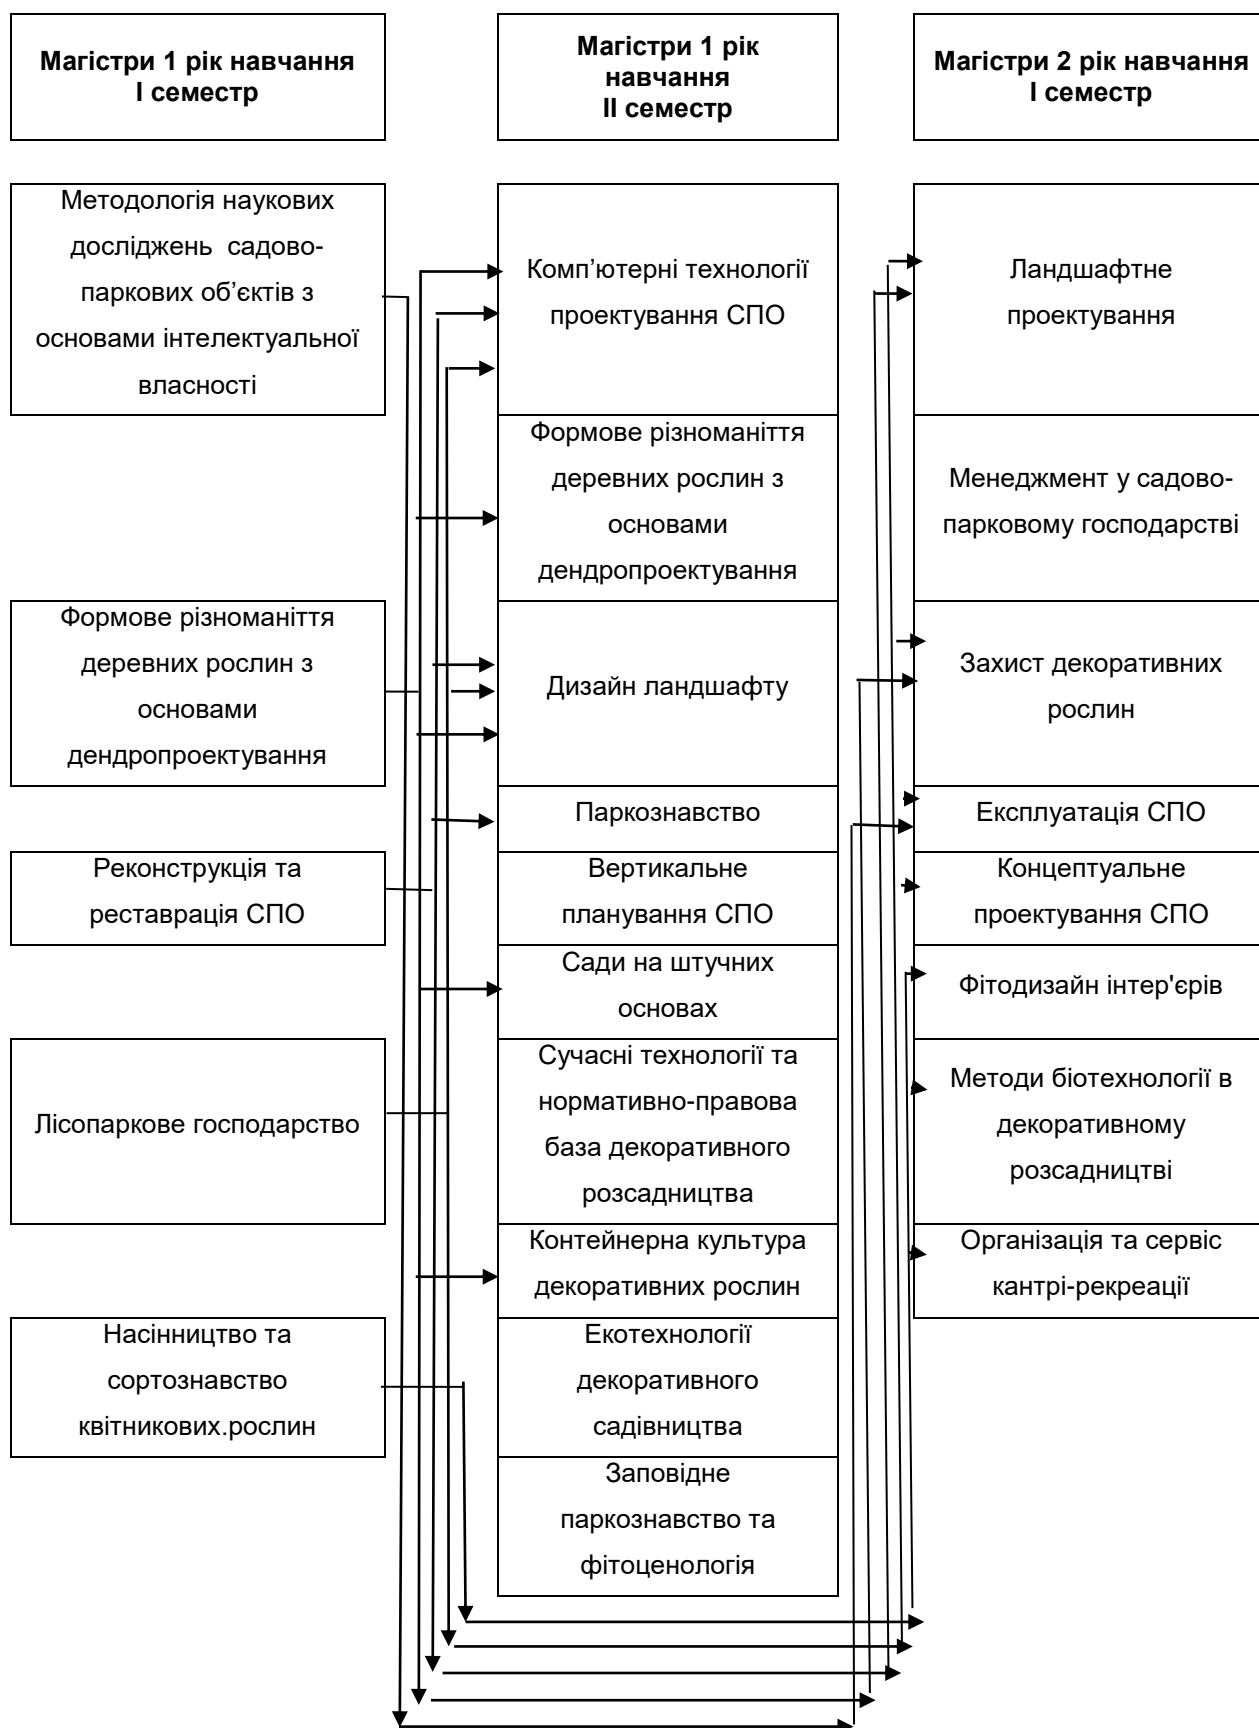 Магістри 1 рік навчання
І семестр
Магістри 1 рік
навчання
ІІ семестр
Магістри 2 рік навчання
І семестр
Методологія наукових
досліджень садово-
паркових об’єктів з
основами інтелектуальної
власності
Формове різноманіття
деревних рослин з
основами
дендропроектування
Реконструкція та
реставрація СПО
Лісопаркове господарство
Насінництво та
сортознавство
квітникових.рослин
Комп’ютерні технології
проектування СПО
Формове різноманіття
деревних рослин з
основами
дендропроектування
Дизайн ландшафту
Паркознавство
Вертикальне
планування СПО
Сади на штучних
основах
Сучасні технології та
нормативно-правова
база декоративного
розсадництва
Контейнерна культура
декоративних рослин
Екотехнології
декоративного
садівництва
Заповідне
паркознавство та
фітоценологія
Ландшафтне
проектування
Менеджмент у садово-
парковому господарстві
Захист декоративних
рослин
Експлуатація СПО
Концептуальне
проектування СПО
Фітодизайн інтер'єрів
Методи біотехнології в
декоративному
розсадництві
Організація та сервіс
кантрі-рекреації